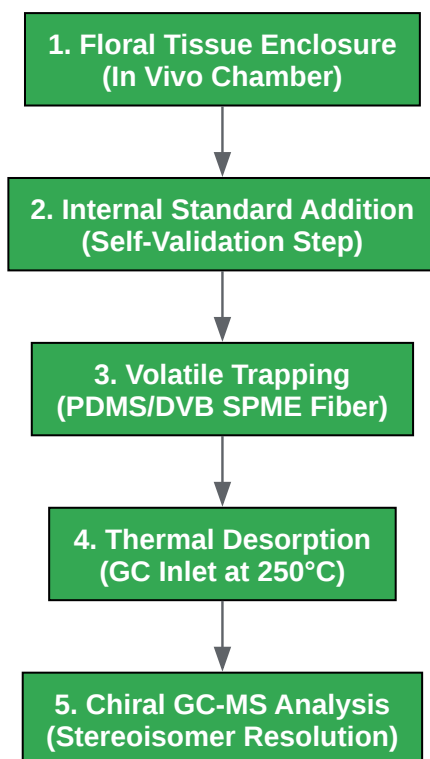 1. Floral Tissue Enclosure
(In Vivo Chamber)
2. Internal Standard Addition
(Self-Validation Step)
3. Volatile Trapping
(PDMS/DVB SPME Fiber)
4. Thermal Desorption
(GC Inlet at 250°C)
5. Chiral GC-MS Analysis
(Stereoisomer Resolution)